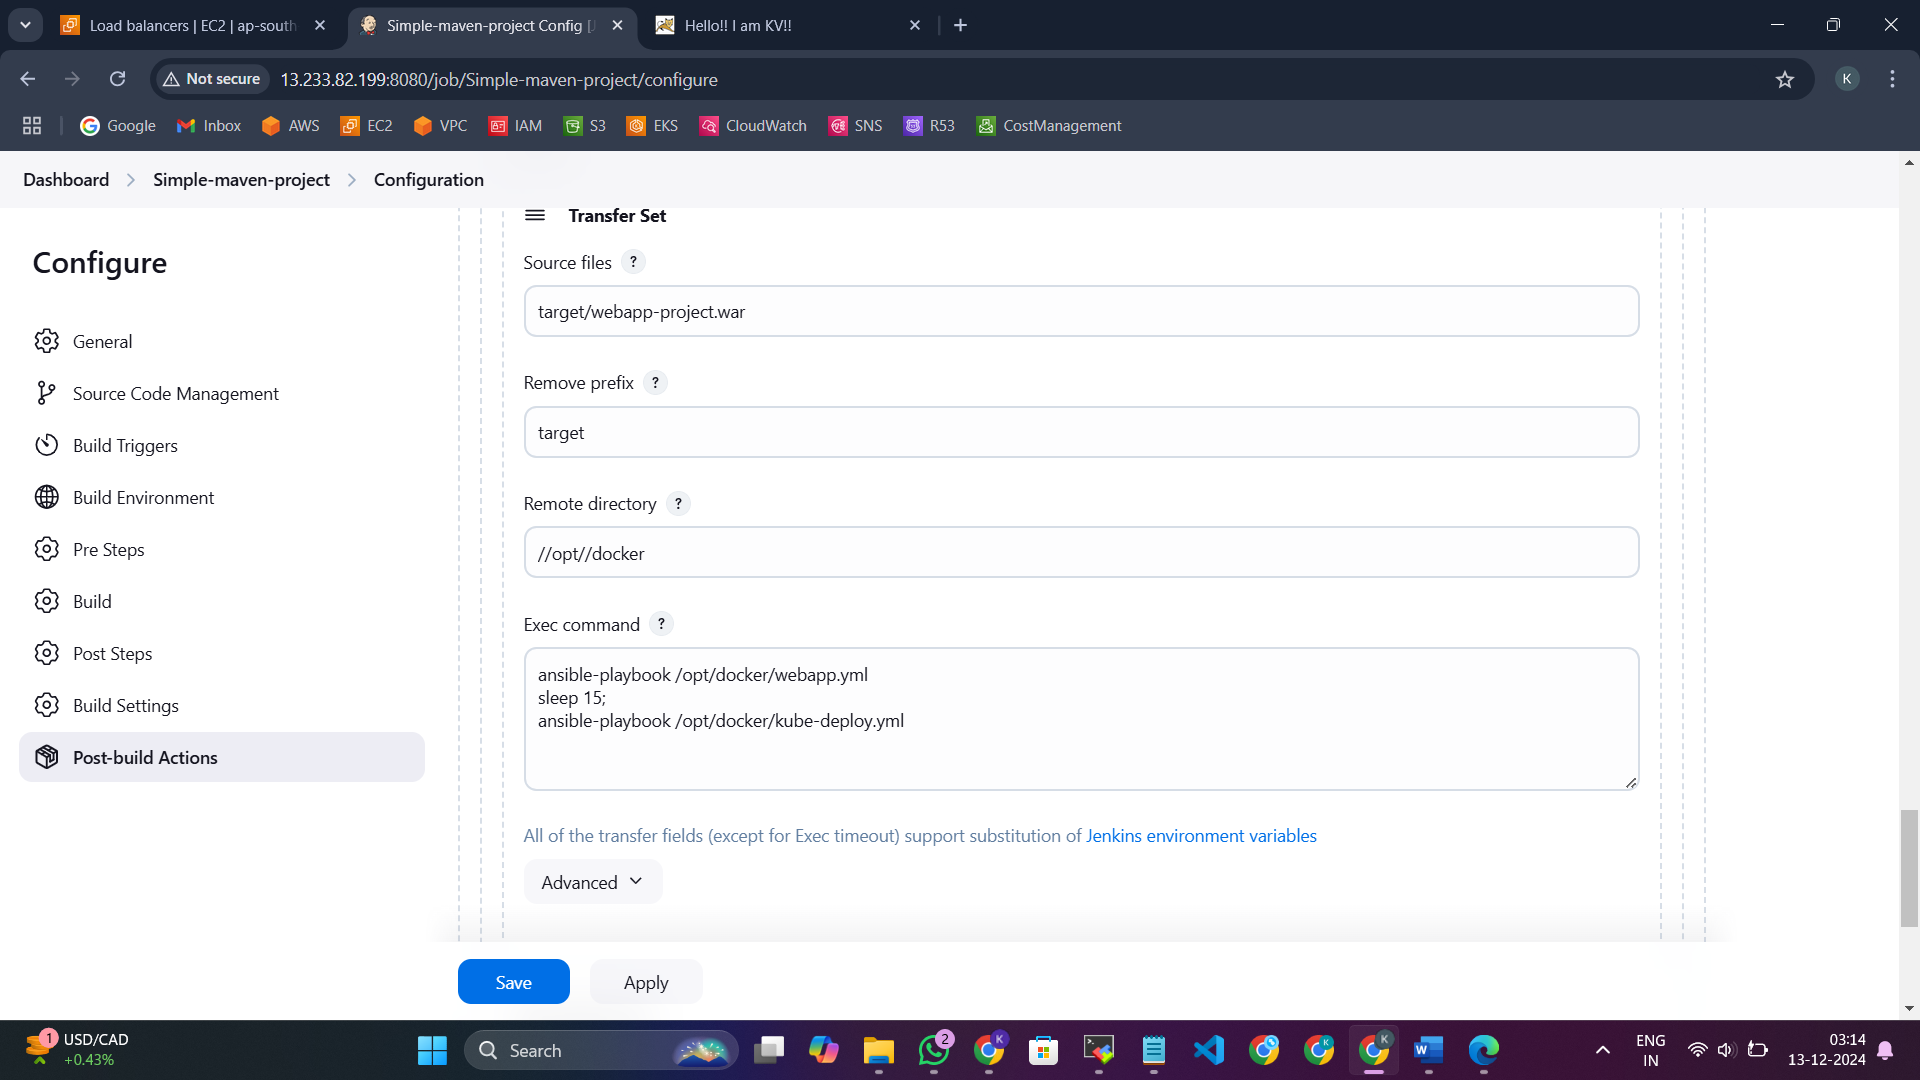 Load balancers | EC2 | ap-south
Simple-maven-project Config [J
Hello!! I am KV!!
Not secure
13.233.82.199:8080/job/Simple-maven-project/configure
K
Google
Inbox
AWS
EC2
VPC
IAM
S3
EKS
CloudWatch
SNS
R53
CostManagement
Dashboard
Simple-maven-project
Configuration
Configure
General
Source Code Management
Build Triggers
Build Environment
Pre Steps
Build
Post Steps
Build Settings
Post-build Actions
Transfer Set
Source files ?
target/webapp-project.war
Remove prefix ?
target
Remote directory ?
//opt//docker
Exec command ?
ansible-playbook /opt/docker/webapp.yml
sleep 15;
ansible-playbook /opt/docker/kube-deploy.yml
All of the transfer fields (except for Exec timeout) support substitution of Jenkins environment variables
Advanced
Save
Apply
1
USD/CAD
+0.43%
Search
2
K
K
K
ENG
IN
03:14
13-12-2024